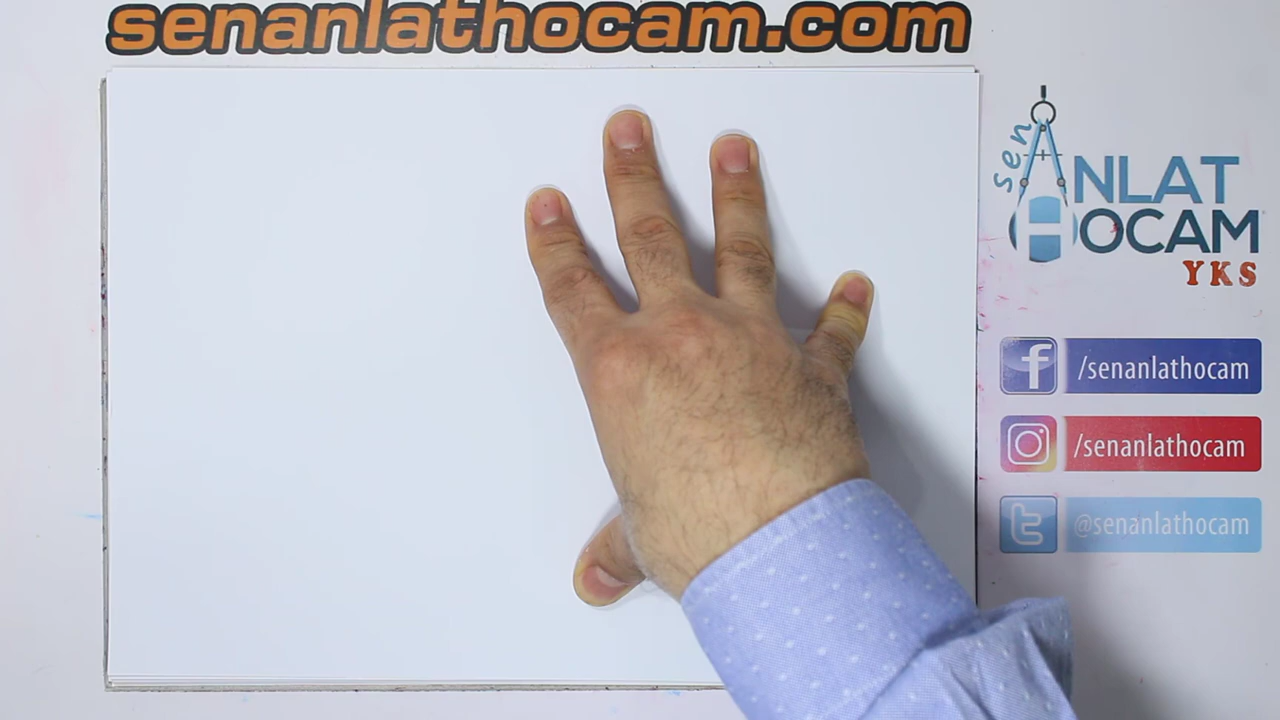 senanlathocam.com
sen
ANLAT
HOCAM
YKS
f /senanlathocam
/senanlathocam
t @senanlathocam